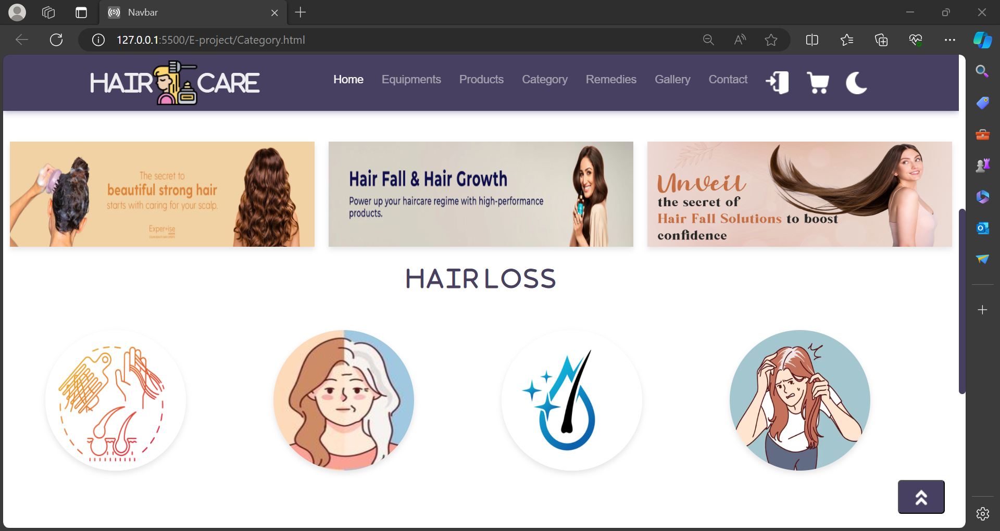 Navbar
127.0.0.1:5500/E-project/Category.html
HAIR CARE
Home Equipments Products Category Remedies Gallery Contact
The secret to
beautiful strong hair
starts with caring for your scalp.
Hair Fall & Hair Growth
Power up your haircare regime with high-performance
products.
Unveil
the secret of
Hair Fall Solutions to boost
confidence
HAIR LOSS